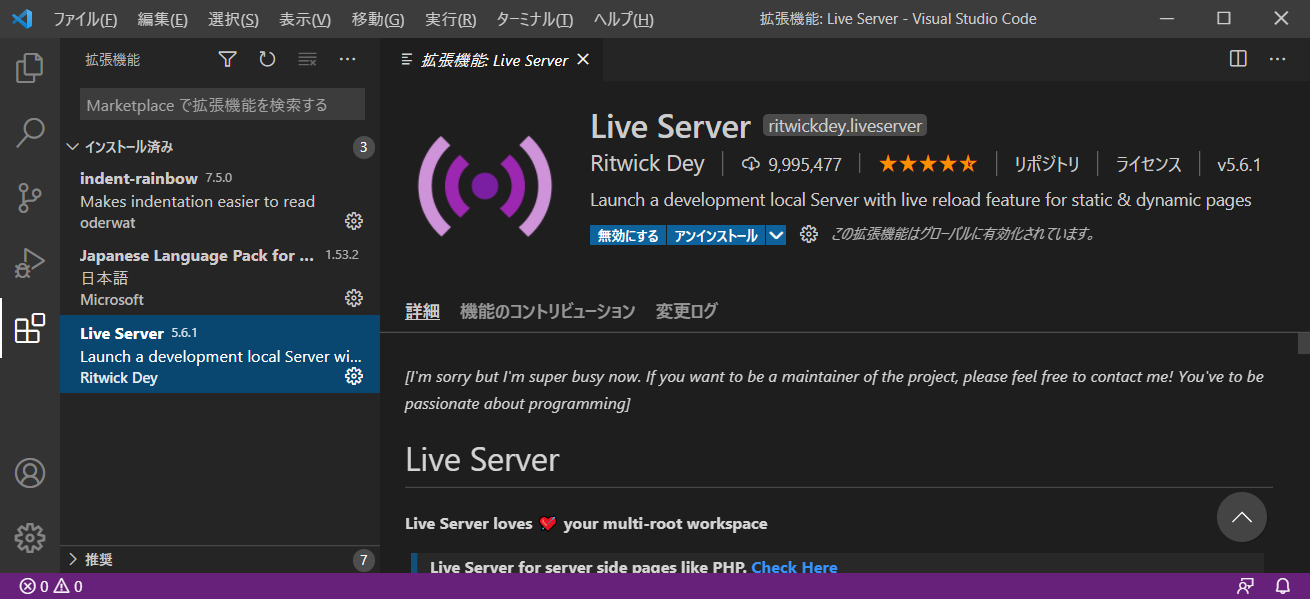 ファイル(F) 編集(E) 選択(S) 表示(V) 移動(G) 実行(R) ターミナル(T) ヘルプ(H) 拡張機能: Live Server - Visual Studio Code
拡張機能
Marketplace で拡張機能を検索する
インストール済み 3
indent-rainbow 7.5.0
Makes indentation easier to read
oderwat
Japanese Language Pack for ... 1.53.2
日本語
Microsoft
Live Server 5.6.1
Launch a development local Server wi...
Ritwick Dey
推奨 7
拡張機能: Live Server
Live Server ritwickdey.liveserver
Ritwick Dey 9,995,477 リポジトリ ライセンス v5.6.1
Launch a development local Server with live reload feature for static & dynamic pages
無効にする アンインストール この拡張機能はグローバルに有効化されています。
詳細 機能のコントリビューション 変更ログ
[I'm sorry but I'm super busy now. If you want to be a maintainer of the project, please feel free to contact me! You've to be
passionate about programming]
Live Server
Live Server loves ❤️ your multi-root workspace
Live Server for server side pages like PHP. Check Here
0 0